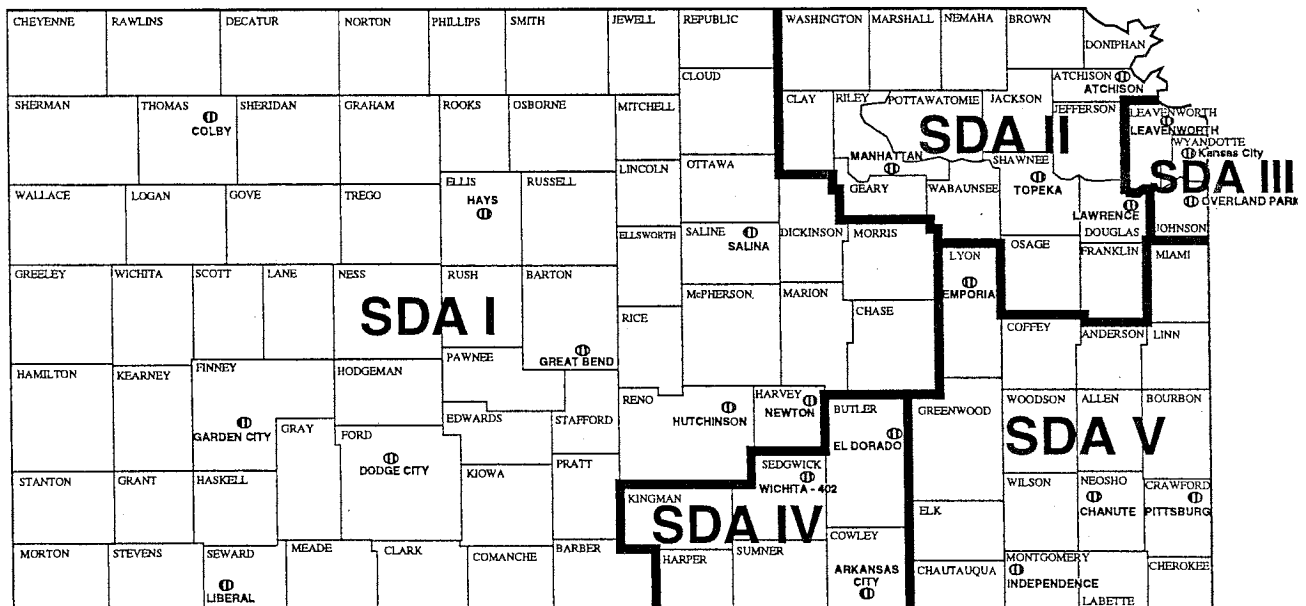 CHEYENNE RAWLINS DECATUR NORTON PHILLIPS SMITH JEWELL REPUBLIC WASHINGTON MARSHALL NEMAHA BROWN
DONIPHAN
CLOUD
ATCHISON
ATCHISON
SHERMAN THOMAS SHERIDAN GRAHAM ROOKS OSBORNE MITCHELL CLAY RILEY POTTAWATOMIE JACKSON JEFFERSON LEAVENWORTH
COLBY
LEAVENWORTH
SDA II
WYANDOTTE
Kansas City
LINCOLN OTTAWA MANHATTAN SHAWNEE
TOPEKA
SDA III
WALLACE LOGAN GOVE TREGO ELLIS RUSSELL GEARY WABAUNSEE
HAYS
OVERLAND PARK
LAWRENCE
DOUGLAS JOHNSON
ELLSWORTH SALINE DICKINSON MORRIS
SALINA
OSAGE FRANKLIN MIAMI
LYON
GREELEY WICHITA SCOTT LANE NESS RUSH BARTON
McPHERSON MARION EMPORIA
SDA I
CHASE
RICE COFFEY ANDERSON LINN
PAWNEE GREAT BEND
HAMILTON KEARNEY FINNEY HODGEMAN
RENO HARVEY BUTLER GREENWOOD WOODSON ALLEN BOURBON
HUTCHINSON NEWTON
EDWARDS STAFFORD
GRAY FORD
GARDEN CITY
EL DORADO
SDA V
DODGE CITY
KIOWA PRATT SEDGWICK
STANTON GRANT HASKELL WILSON NEOSHO CRAWFORD
WICHITA - 402
KINGMAN
SDA IV
ELK CHANUTE PITTSBURG
MORTON STEVENS SEWARD MEADE CLARK COMANCHE BARBER HARPER SUMNER COWLEY
MONTGOMERY
CHAUTAUQUA CHEROKEE
ARKANSAS
CITY
INDEPENDENCE
LIBERAL
LABETTE